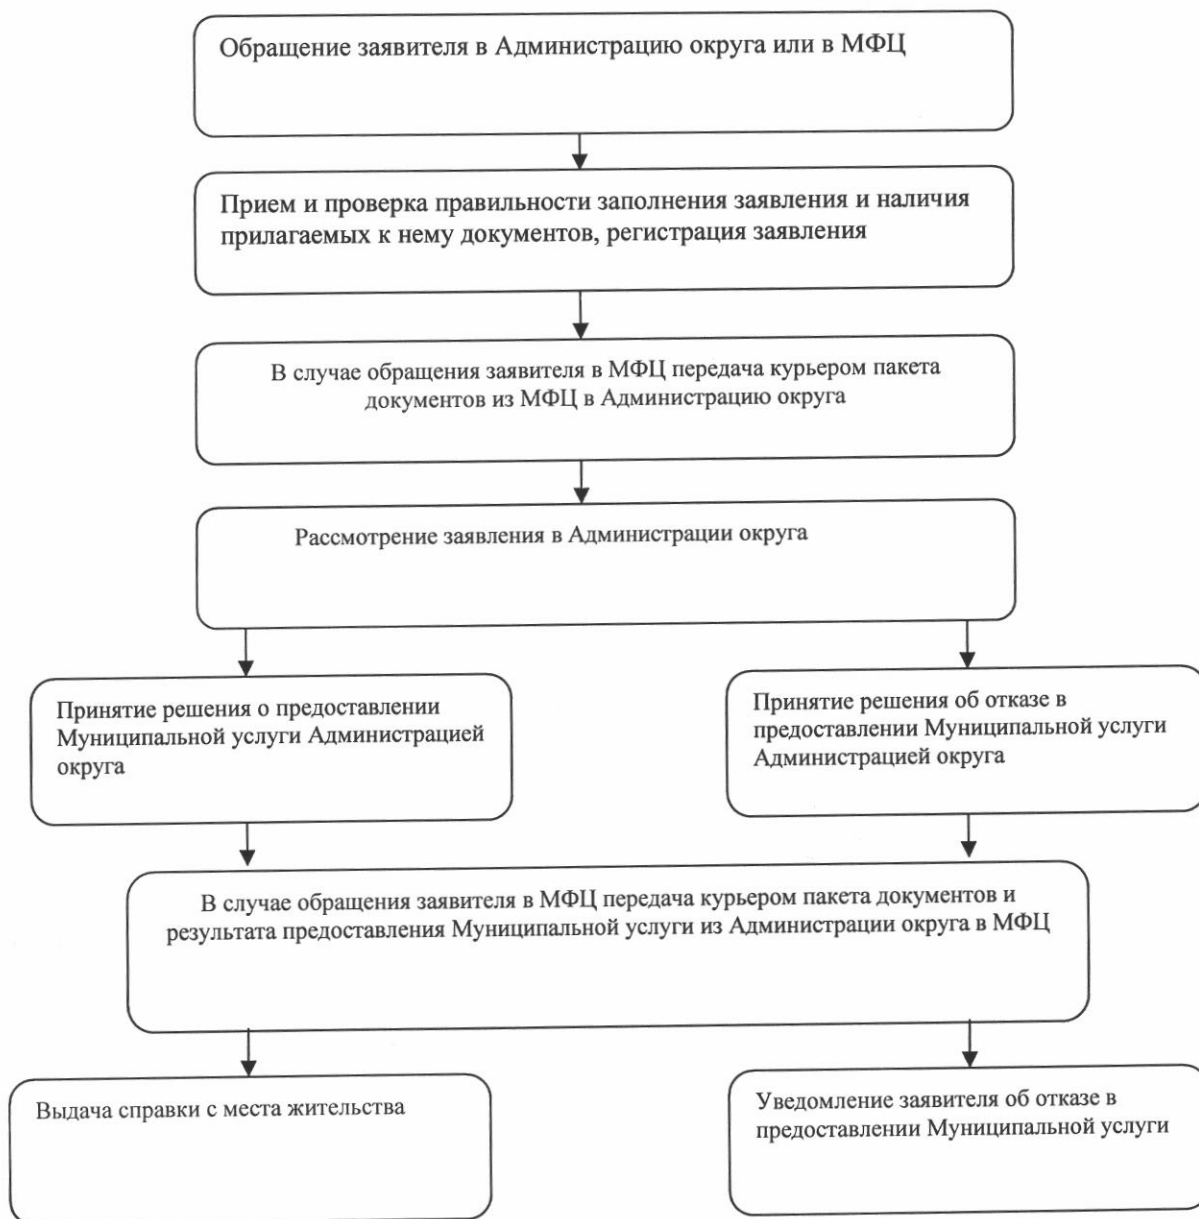 Обращение заявителя в Администрацию округа или в МФЦ
Прием и проверка правильности заполнения заявления и наличия
прилагаемых к нему документов, регистрация заявления
В случае обращения заявителя в МФЦ передача курьером пакета
документов из МФЦ в Администрацию округа
Рассмотрение заявления в Администрации округа
Принятие решения о предоставлении
Муниципальной услуги Администрацией
округа
Принятие решения об отказе в
предоставлении Муниципальной услуги
Администрацией округа
В случае обращения заявителя в МФЦ передача курьером пакета документов и
результата предоставления Муниципальной услуги из Администрации округа в МФЦ
Выдача справки с места жительства
Уведомление заявителя об отказе в
предоставлении Муниципальной услуги